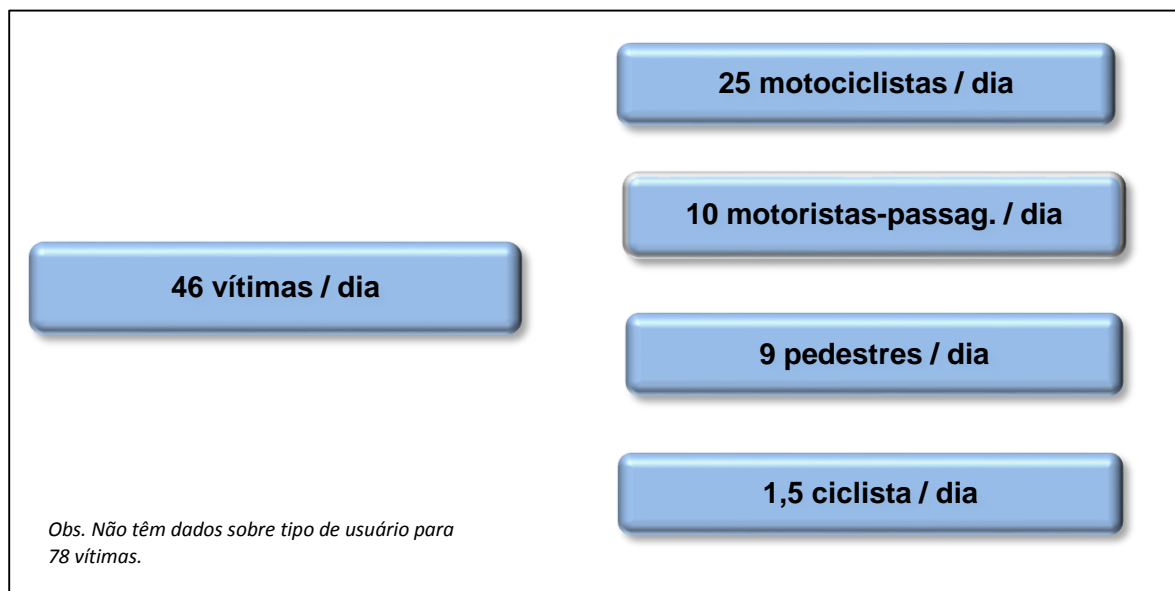 46 vítimas / dia
25 motociclistas / dia
10 motoristas-passag. / dia
9 pedestres / dia
1,5 ciclista / dia
Obs. Não têm dados sobre tipo de usuário para
78 vítimas.